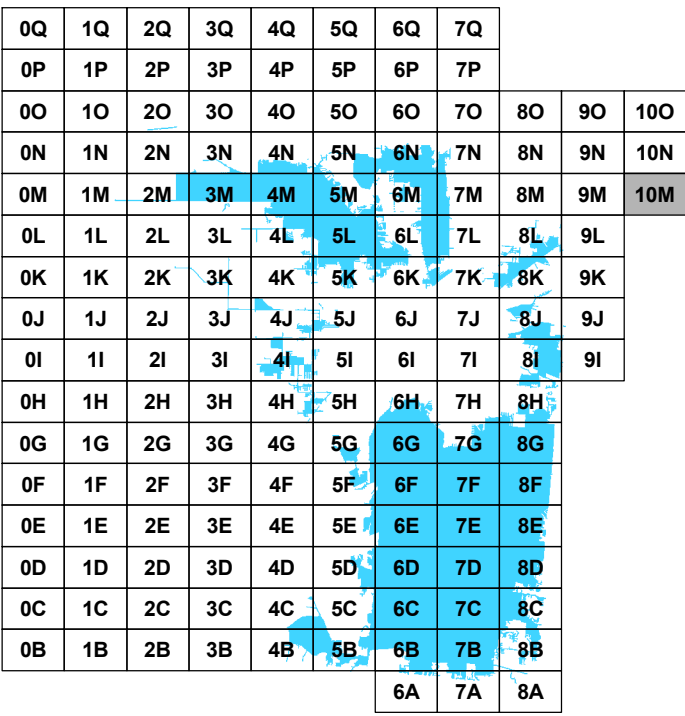 0Q 1Q 2Q 3Q 4Q 5Q 6Q 7Q
0P 1P 2P 3P 4P 5P 6P 7P
0O 1O 2O 3O 4O 5O 6O 7O 8O 9O 10O
0N 1N 2N 3N 4N 5N 6N 7N 8N 9N 10N
0M 1M 2M 3M 4M 5M 6M 7M 8M 9M 10M
0L 1L 2L 3L 4L 5L 6L 7L 8L 9L
0K 1K 2K 3K 4K 5K 6K 7K 8K 9K
0J 1J 2J 3J 4J 5J 6J 7J 8J 9J
0I 1I 2I 3I 4I 5I 6I 7I 8I 9I
0H 1H 2H 3H 4H 5H 6H 7H 8H
0G 1G 2G 3G 4G 5G 6G 7G 8G
0F 1F 2F 3F 4F 5F 6F 7F 8F
0E 1E 2E 3E 4E 5E 6E 7E 8E
0D 1D 2D 3D 4D 5D 6D 7D 8D
0C 1C 2C 3C 4C 5C 6C 7C 8C
0B 1B 2B 3B 4B 5B 6B 7B 8B
6A 7A 8A